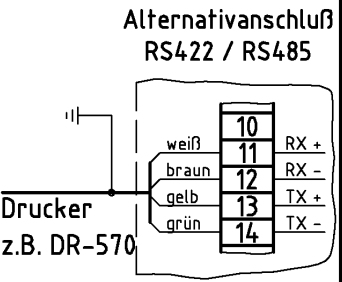 Alternativanschluß
RS422 / RS485
10
weiß 11 RX +
braun 12 RX -
gelb 13 TX +
grün 14 TX -
Drucker
z.B. DR-570